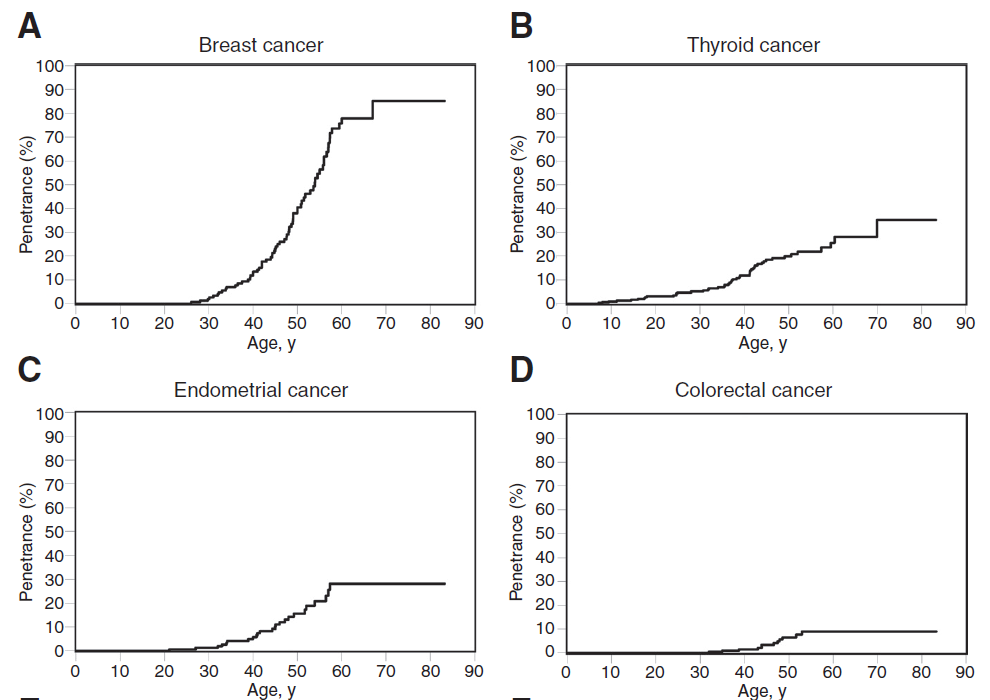 A
Breast cancer
100
90
80
70
60
50
40
30
20
10
0
Penetrance (%)
0 10 20 30 40 50 60 70 80 90
Age, y
B
Thyroid cancer
100
90
80
70
60
50
40
30
20
10
0
Penetrance (%)
0 10 20 30 40 50 60 70 80 90
Age, y
C
Endometrial cancer
100
90
80
70
60
50
40
30
20
10
0
Penetrance (%)
0 10 20 30 40 50 60 70 80 90
Age, y
D
Colorectal cancer
100
90
80
70
60
50
40
30
20
10
0
Penetrance (%)
0 10 20 30 40 50 60 70 80 90
Age, y